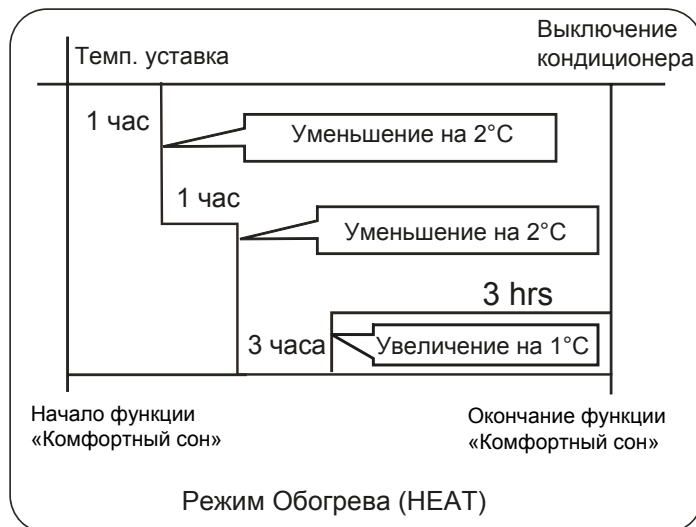 Выключение
кондиционера
Темп. уставка
1 час
Уменьшение на 2°C
1 час
Уменьшение на 2°C
3 hrs
3 часа
Увеличение на 1°C
Начало функции
«Комфортный сон»
Окончание функции
«Комфортный сон»
Режим Обогрева (HEAT)